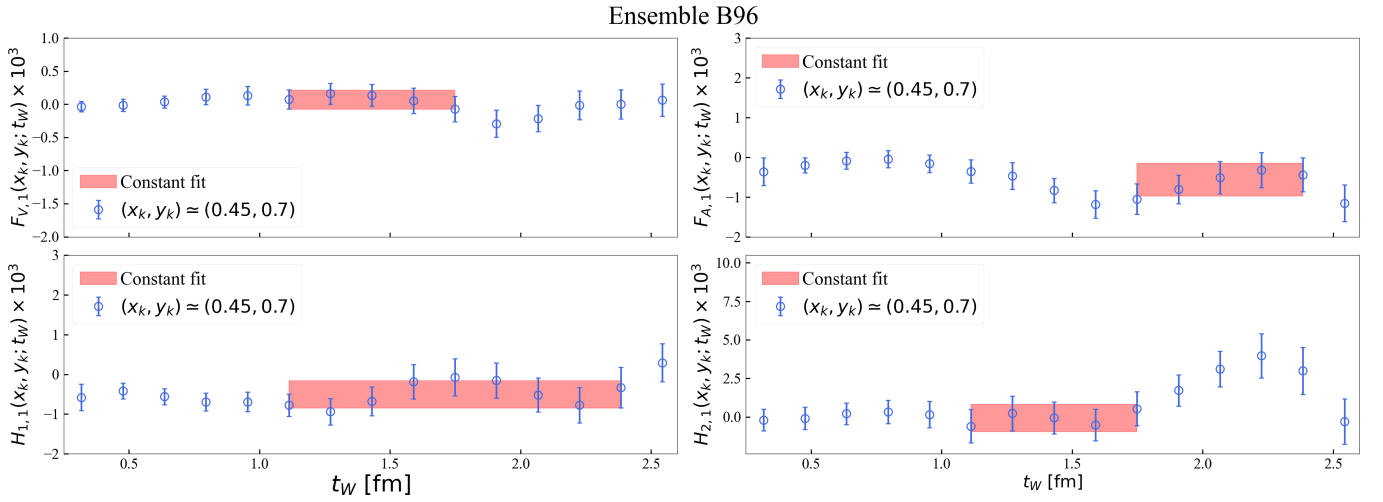 Ensemble B96
F_{V,1}(x_k, y_k; t_W) × 10^3
1.0
0.5
0.0
−0.5
−1.0
−1.5
−2.0
Constant fit
(x_k, y_k) ≃ (0.45, 0.7)
F_{A,1}(x_k, y_k; t_W) × 10^3
3
2
1
0
−1
−2
Constant fit
(x_k, y_k) ≃ (0.45, 0.7)
H_{1,1}(x_k, y_k; t_W) × 10^3
3
2
1
0
−1
−2
Constant fit
(x_k, y_k) ≃ (0.45, 0.7)
0.5 1.0 1.5 2.0 2.5
t_W [fm]
H_{2,1}(x_k, y_k; t_W) × 10^3
10.0
7.5
5.0
2.5
0.0
Constant fit
(x_k, y_k) ≃ (0.45, 0.7)
0.5 1.0 1.5 2.0 2.5
t_W [fm]